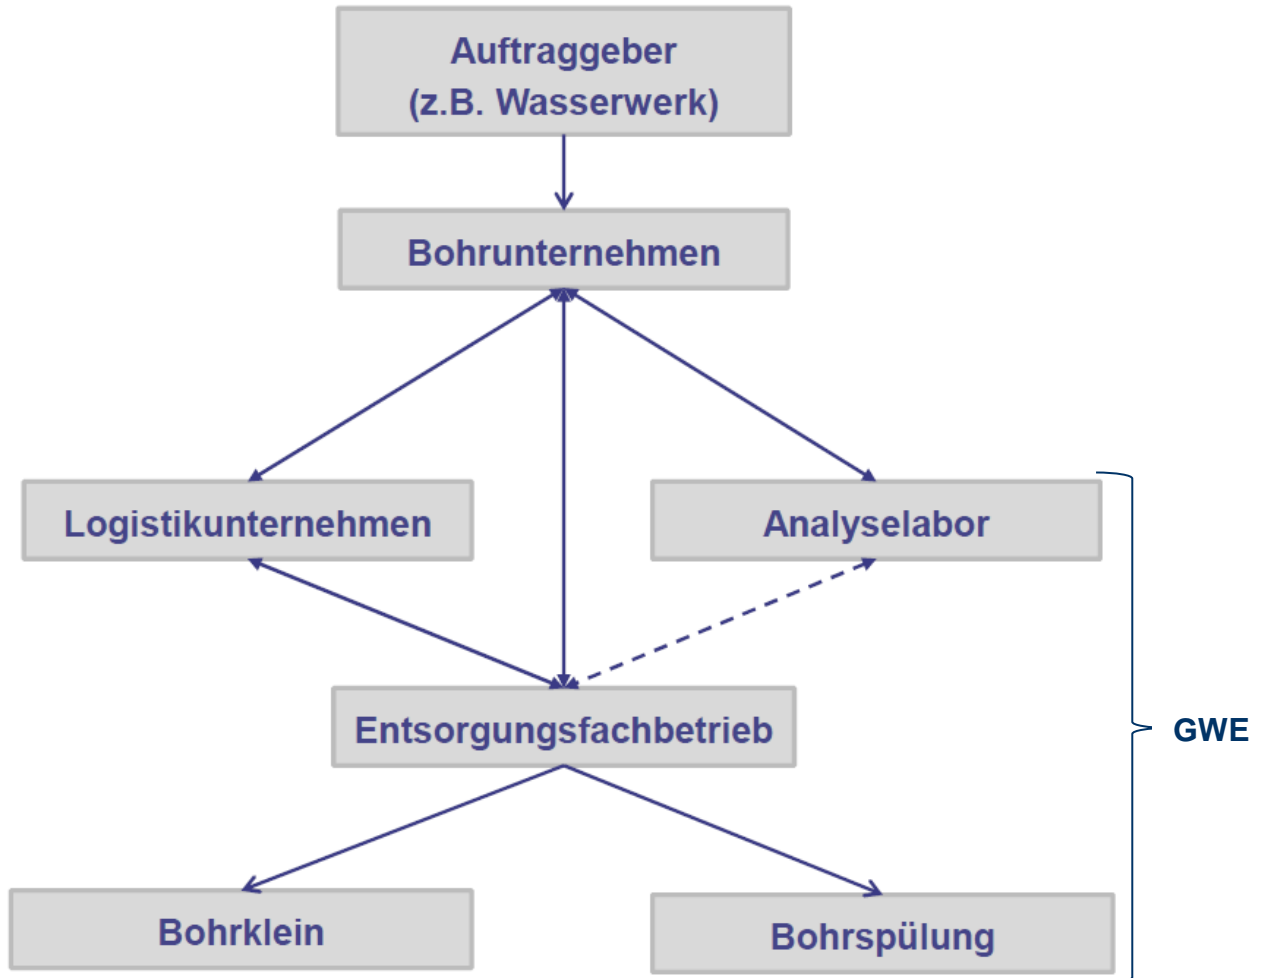 Auftraggeber
(z.B. Wasserwerk)
Bohrunternehmen
Logistikunternehmen
Analyselabor
Entsorgungsfachbetrieb
GWE
Bohrklein
Bohrspülung